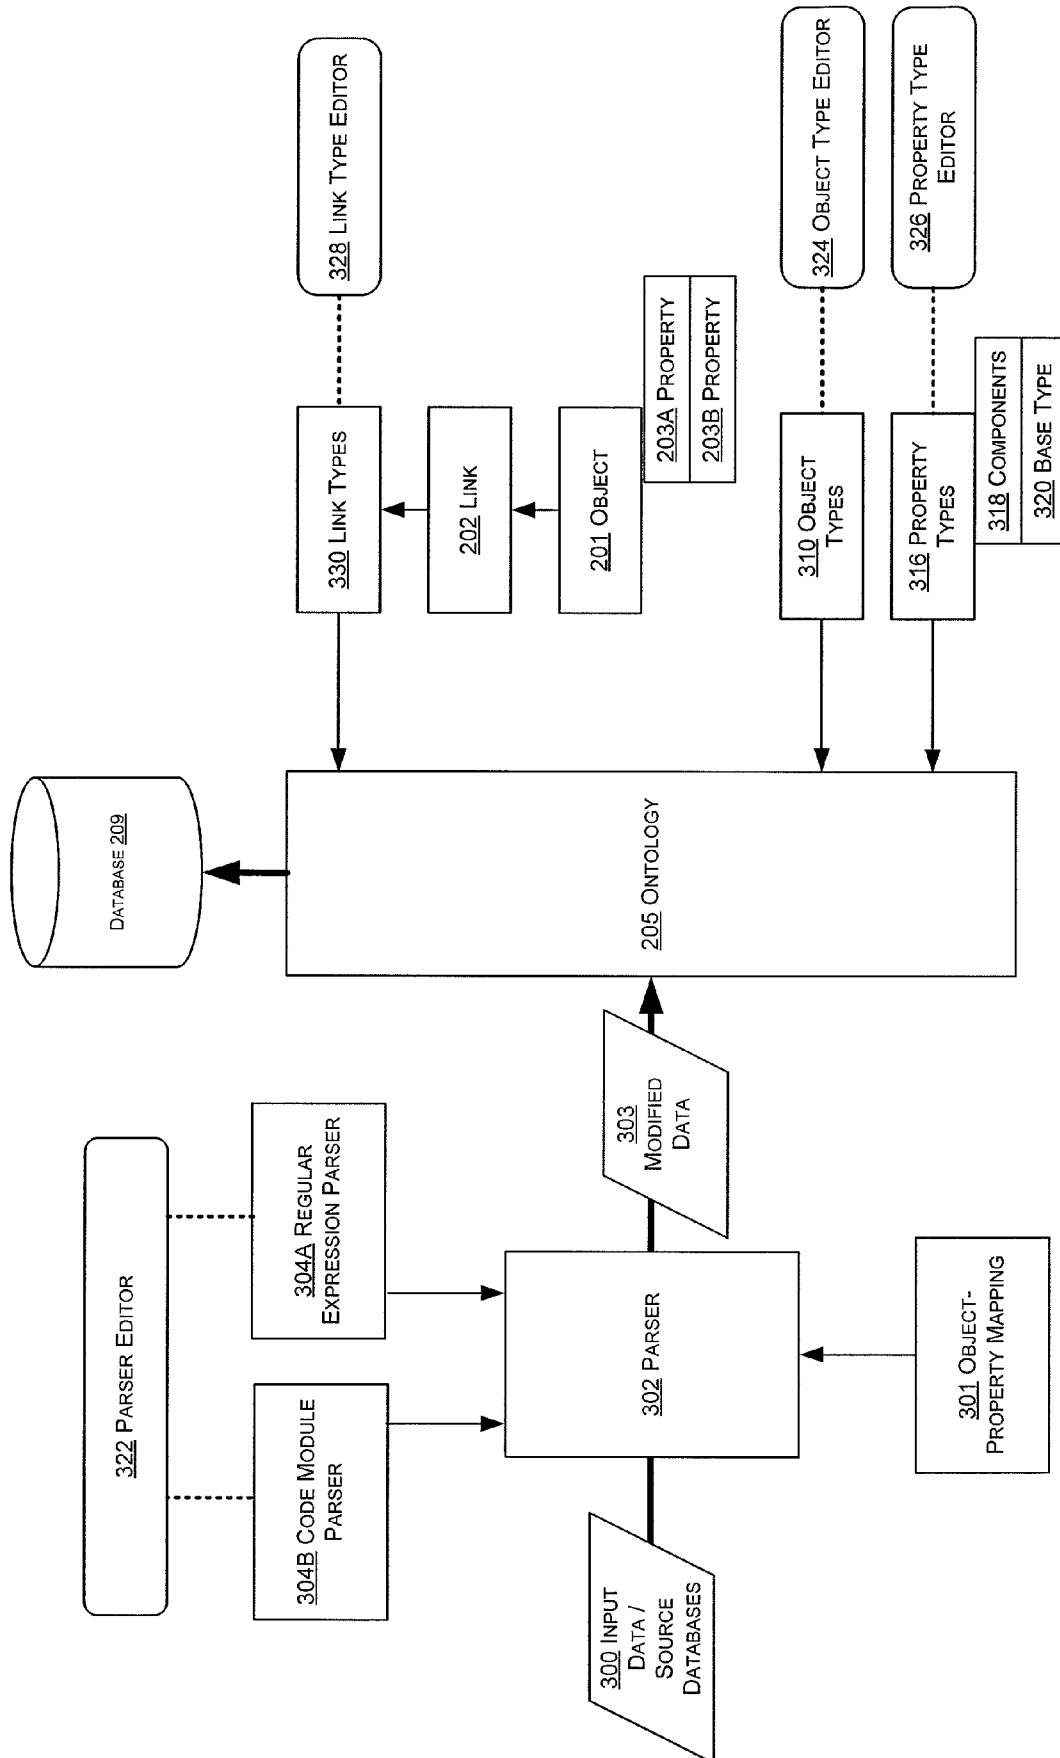 322 PARSER EDITOR
304B CODE MODULE
PARSER
304A REGULAR
EXPRESSION PARSER
300 INPUT
DATA /
SOURCE
DATABASES
302 PARSER
303
MODIFIED
DATA
301 OBJECT-
PROPERTY MAPPING
DATABASE 209
205 ONTOLOGY
330 LINK TYPES
328 LINK TYPE EDITOR
202 LINK
201 OBJECT
203A PROPERTY
203B PROPERTY
310 OBJECT
TYPES
324 OBJECT TYPE EDITOR
316 PROPERTY
TYPES
326 PROPERTY TYPE
EDITOR
318 COMPONENTS
320 BASE TYPE